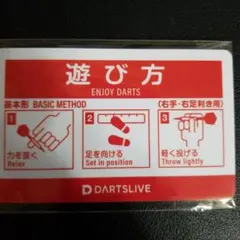 遊び方
ENJOY DARTS
基本形 BASIC METHOD
(右手・右足利き用)
1
力を抜く
Relax
2
足を向ける
Set in position
3
軽く投げる
Throw lightly
DARTSLIVE